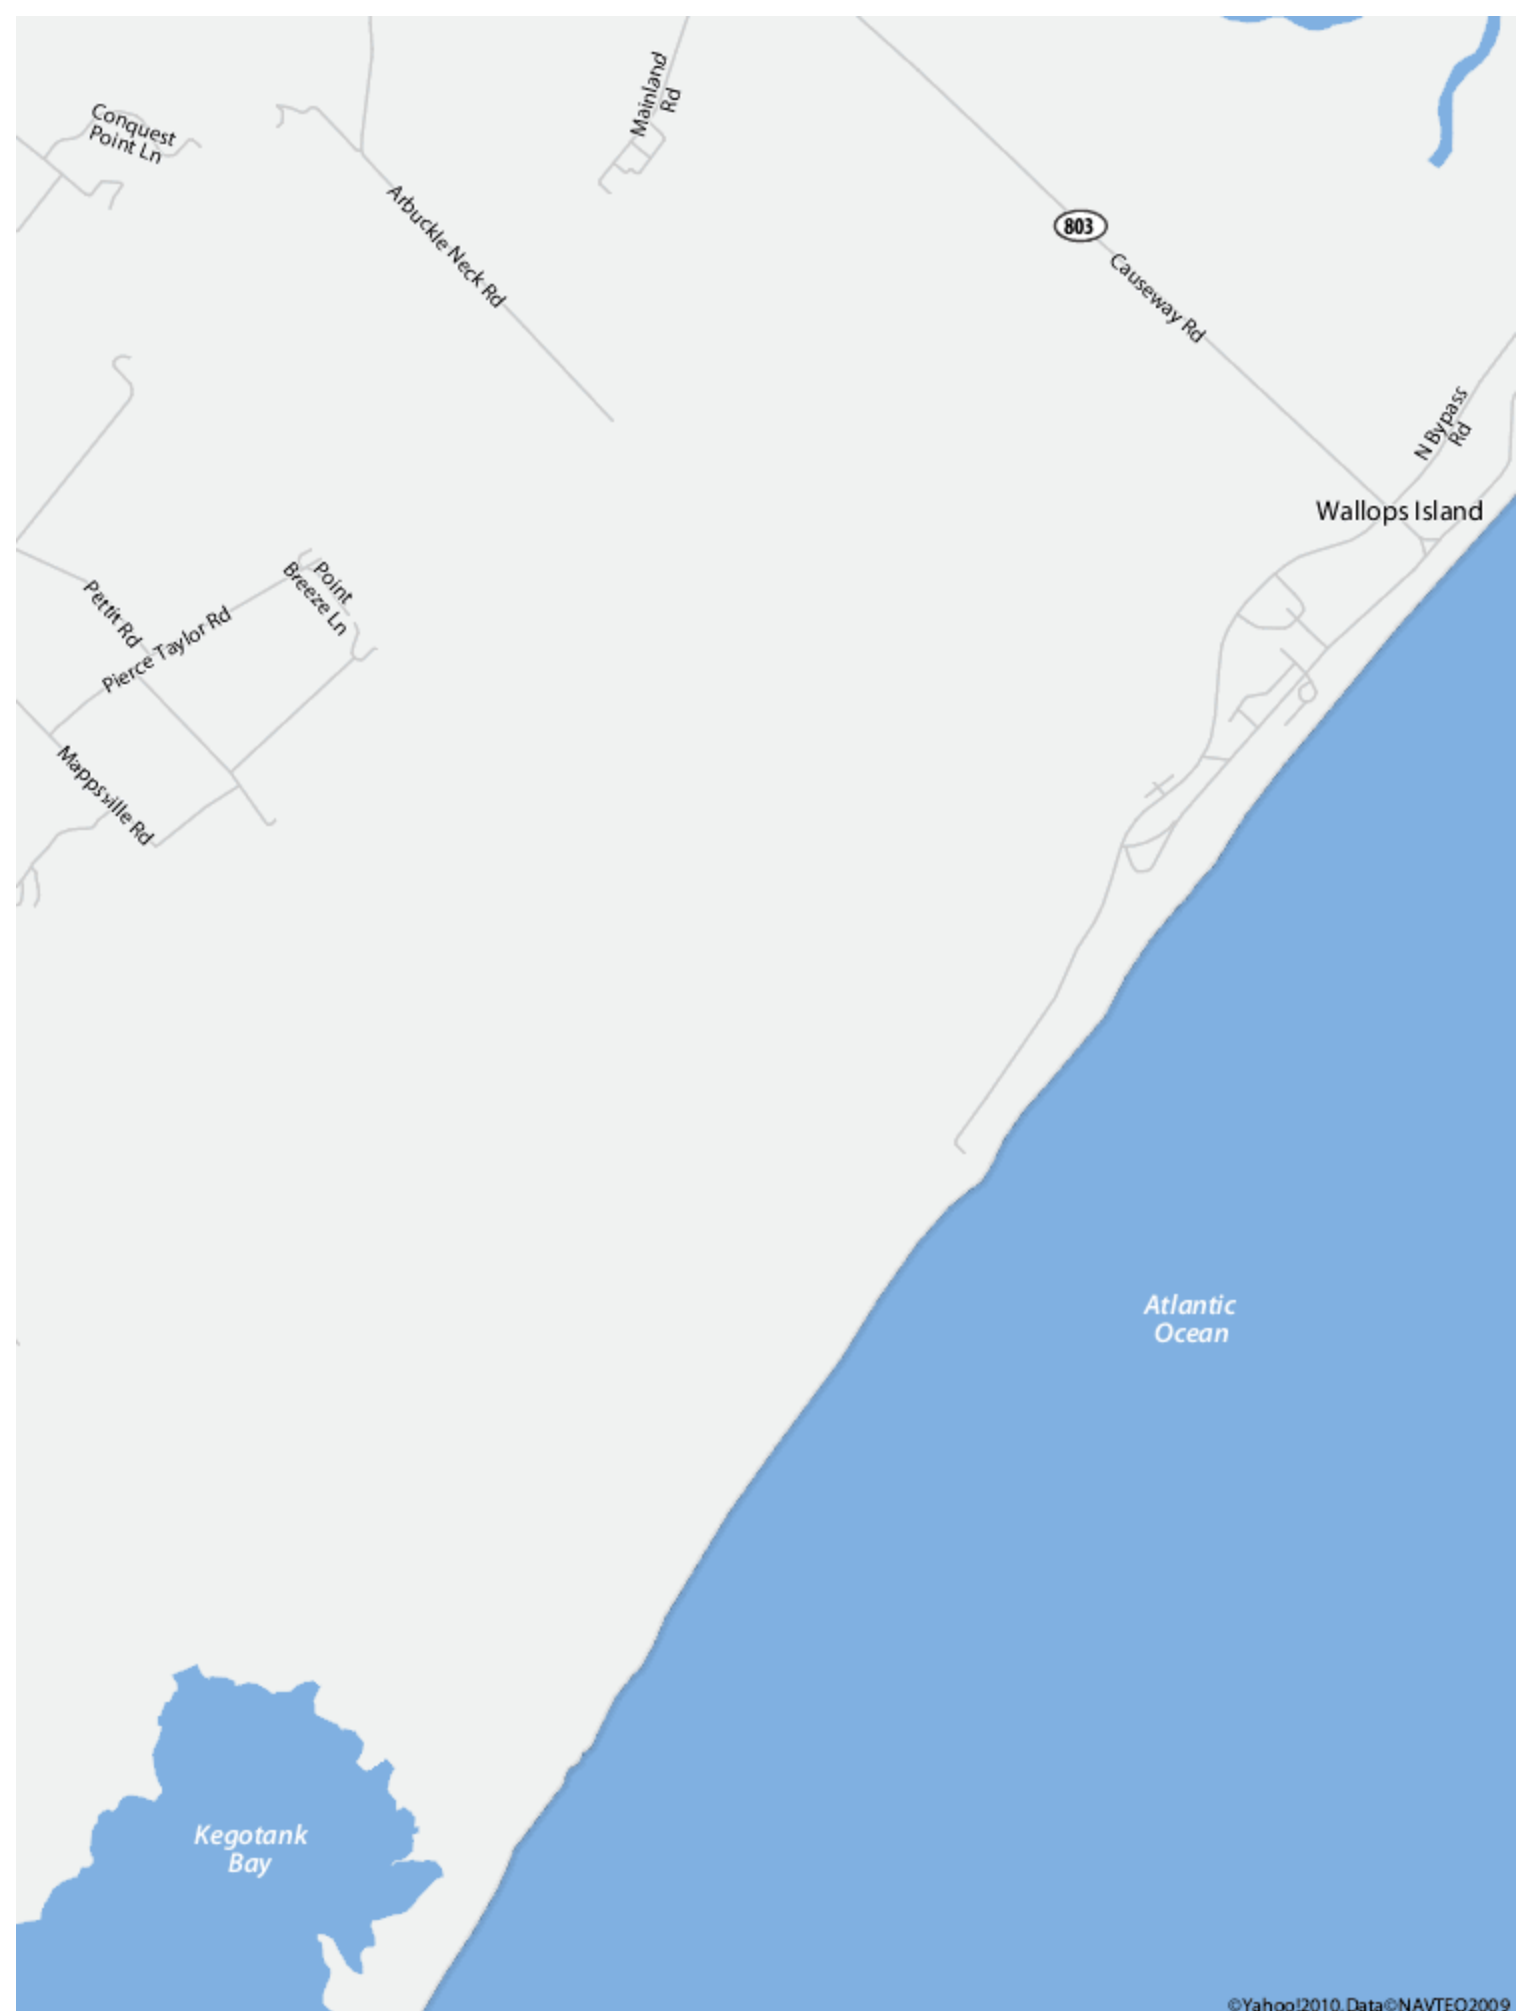 Conquest
Point Ln
Mainland
Rd
Arbuckle Neck Rd
803
Causeway Rd
N Bypass
Rd
Wallops Island
Point
Breeze Ln
Pettit Rd
Pierce Taylor Rd
Mappsville Rd
Atlantic
Ocean
Kegotank
Bay
©Yahoo!2010, Data©NAVTEQ2009